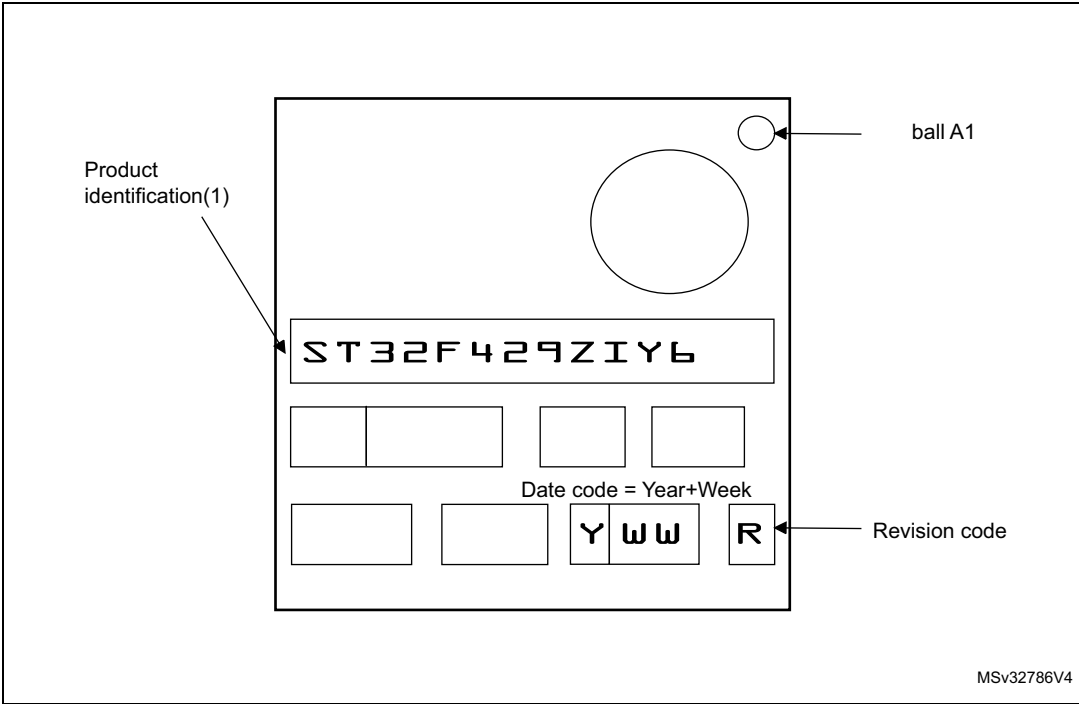 ball A1
Product
identification(1)
ST32F429ZIY6
Date code = Year+Week
Y WW R
Revision code
MSv32786V4